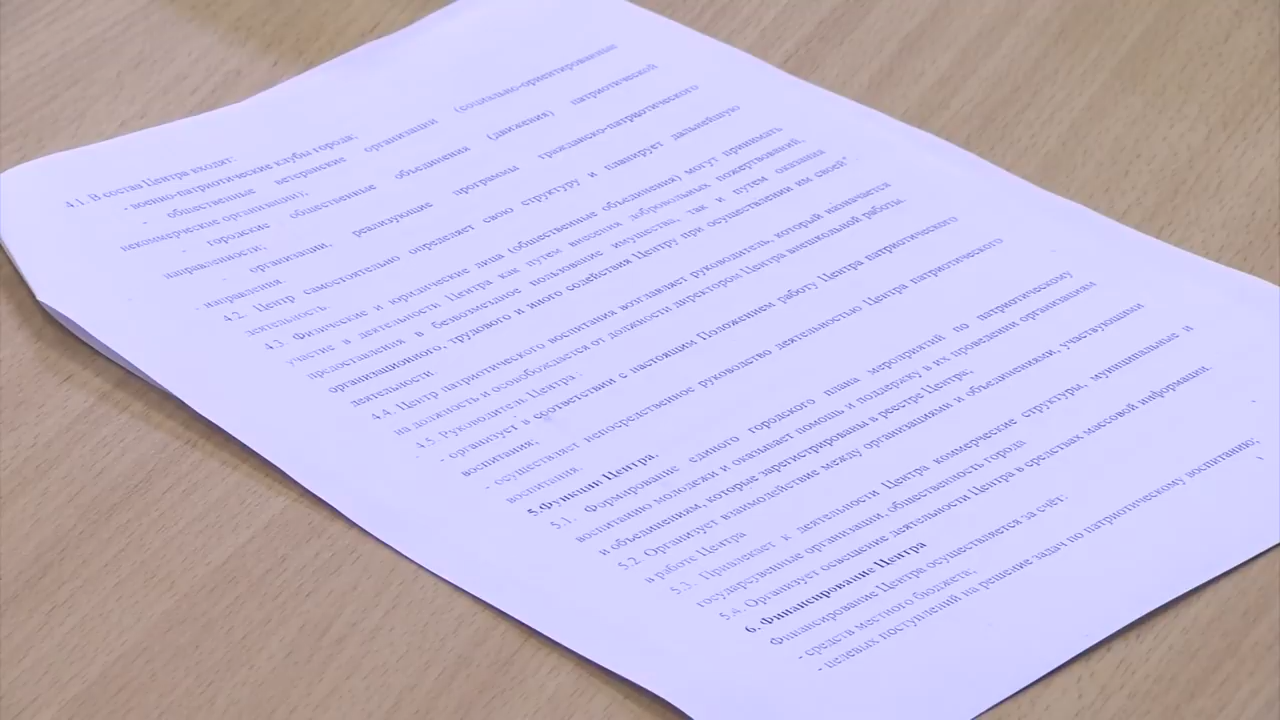 4.1. В состав Центра входят:
- военно-патриотические клубы города;
- общественные ветеранские организации (социально-ориентированные
некоммерческие организации);
- городские общественные объединения (движения) патриотической
направленности;
- организации, реализующие программы гражданско-патриотического
направления.
4.2. Центр самостоятельно определяет свою структуру и планирует дальнейшую
деятельность.
4.3. Физические и юридические лица (общественные объединения) могут принимать
участие в деятельности Центра как путем внесения добровольных пожертвований,
предоставления в безвозмездное пользование имущества, так и путем оказания
организационного, трудового и иного содействия Центру при осуществлении им своей
деятельности.
4.4. Центр патриотического воспитания возглавляет руководитель, который назначается
на должность и освобождается от должности директором Центра внешкольной работы.
4.5. Руководитель Центра :
- организует в соответствии с настоящим Положением работу Центра патриотического
воспитания;
- осуществляет непосредственное руководство деятельностью Центра патриотического
воспитания.
5.Функции Центра.
5.1. Формирование единого городского плана мероприятий по патриотическому
воспитанию молодежи и оказывает помощь и поддержку в их проведении организациям
и объединениям, которые зарегистрированы в реестре Центра;
5.2. Организует взаимодействие между организациями и объединениями, участвующими
в работе Центра
5.3. Привлекает к деятельности Центра коммерческие структуры, муниципальные и
государственные организации, общественность города
5.4. Организует освещение деятельности Центра в средствах массовой информации.
6. Финансирование Центра
Финансирование Центра осуществляется за счёт:
- средств местного бюджета;
- целевых поступлений на решение задач по патриотическому воспитанию;